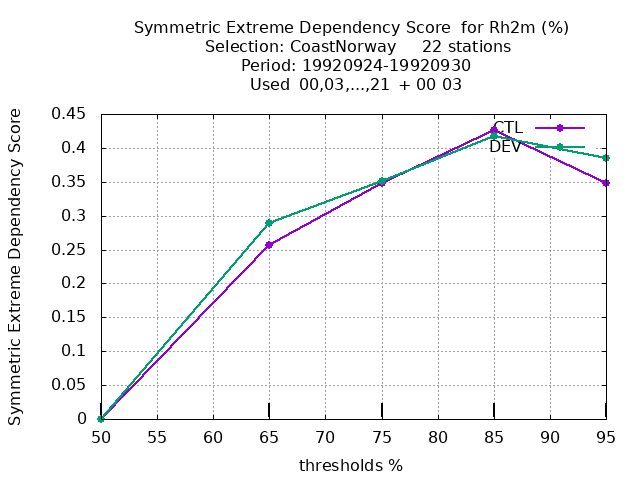 Symmetric Extreme Dependency Score  for Rh2m (%)
Selection: CoastNorway     22 stations
Period: 19920924-19920930
Used  00,03,...,21  + 00 03
Symmetric Extreme Dependency Score
0.45
0.4
0.35
0.3
0.25
0.2
0.15
0.1
0.05
0
CTL
DEV
50 55 60 65 70 75 80 85 90 95
thresholds %